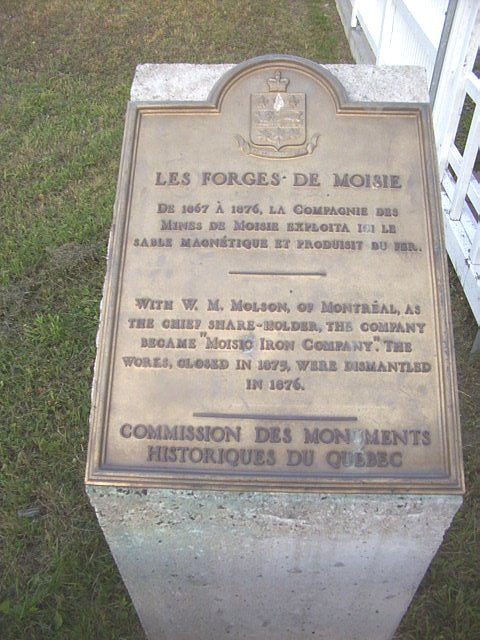 LES FORGES DE MOISIE
DE 1867 À 1876, LA COMPAGNIE DES
MINES DE MOISIE EXPLOITA ICI LE
SABLE MAGNÉTIQUE ET PRODUISIT DU FER.
WITH W. M. MOLSON, OF MONTRÉAL, AS
THE CHIEF SHARE-HOLDER, THE COMPANY
BECAME "MOISIC IRON COMPANY". THE
WORKS, CLOSED IN 1875, WERE DISMANTLED
IN 1876.
COMMISSION DES MONUMENTS
HISTORIQUES DU QUÉBEC